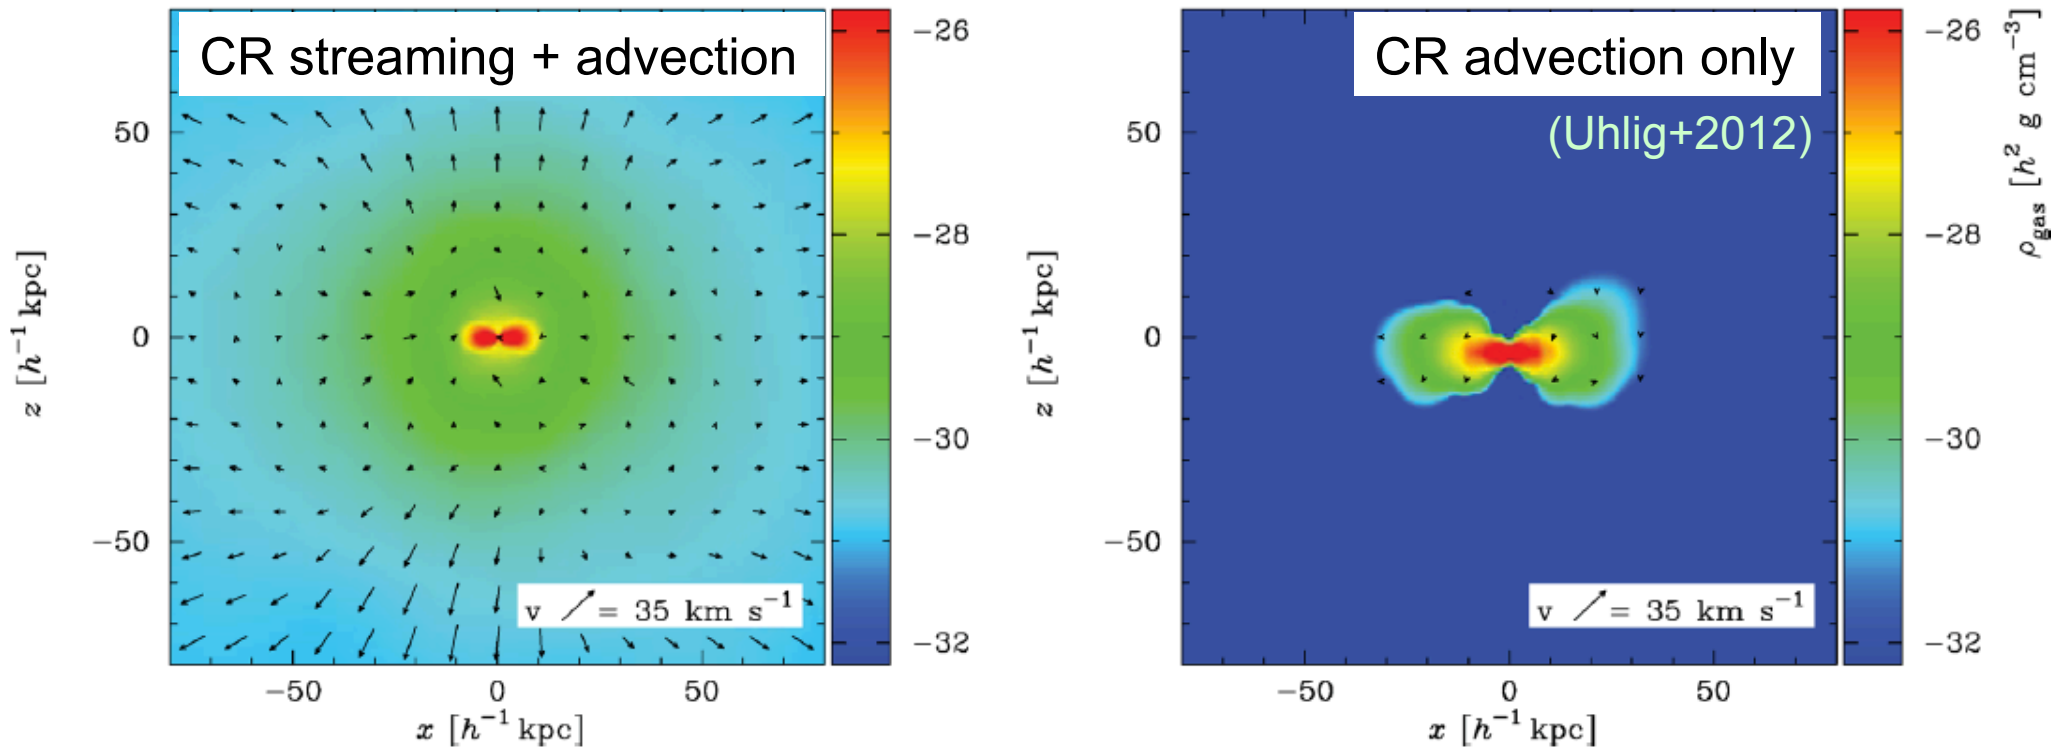 CR streaming + advection
50
0
−50
z [h⁻¹ kpc]
v = 35 km s⁻¹
−50 0 50
x [h⁻¹ kpc]
−26
−28
−30
−32
CR advection only
(Uhlig+2012)
50
0
−50
z [h⁻¹ kpc]
v = 35 km s⁻¹
−50 0 50
x [h⁻¹ kpc]
−26
−28
−30
−32
ρgas [h² g cm⁻³]